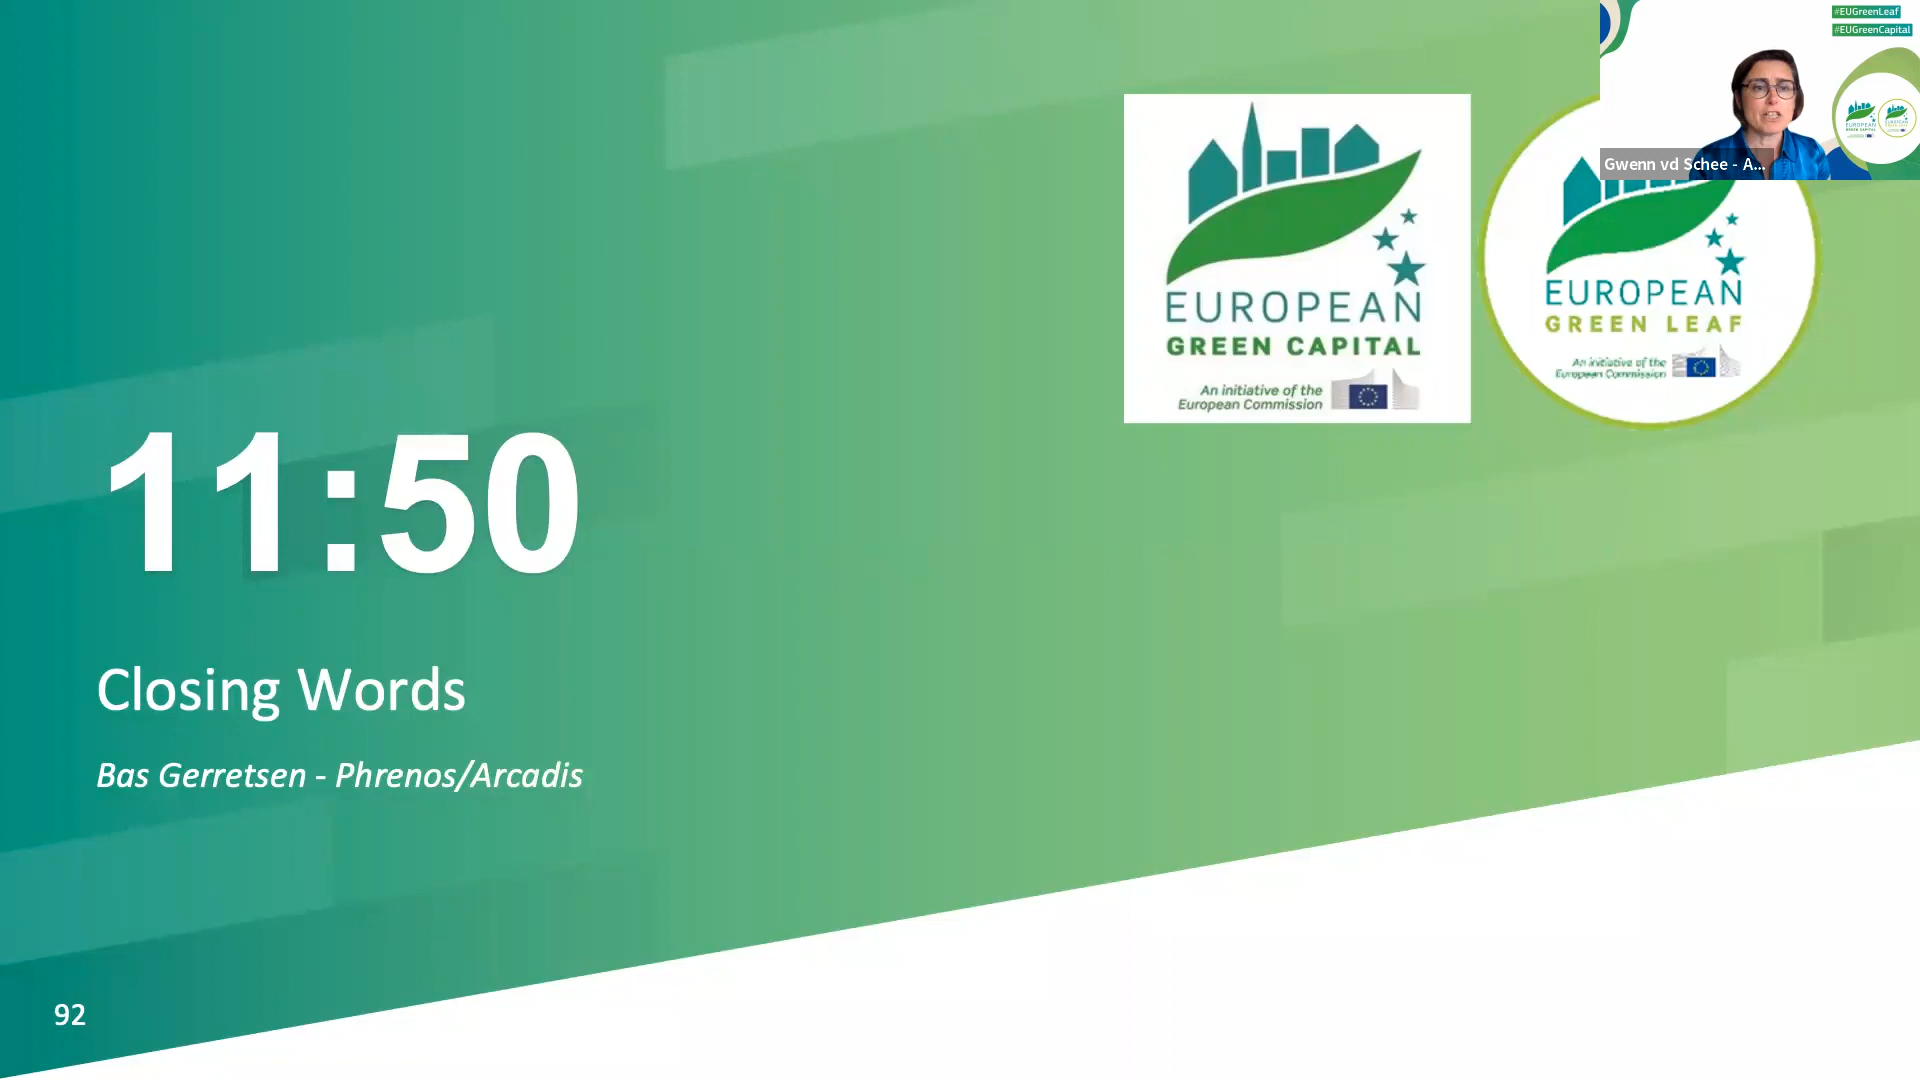 #EUGreenLeaf
#EUGreenCapital
Gwenn vd Schee - A...
EUROPEAN
GREEN CAPITAL
An initiative of the
European Commission
EUROPEAN
GREEN LEAF
An initiative of the
European Commission
11:50
Closing Words
Bas Gerretsen - Phrenos/Arcadis
92